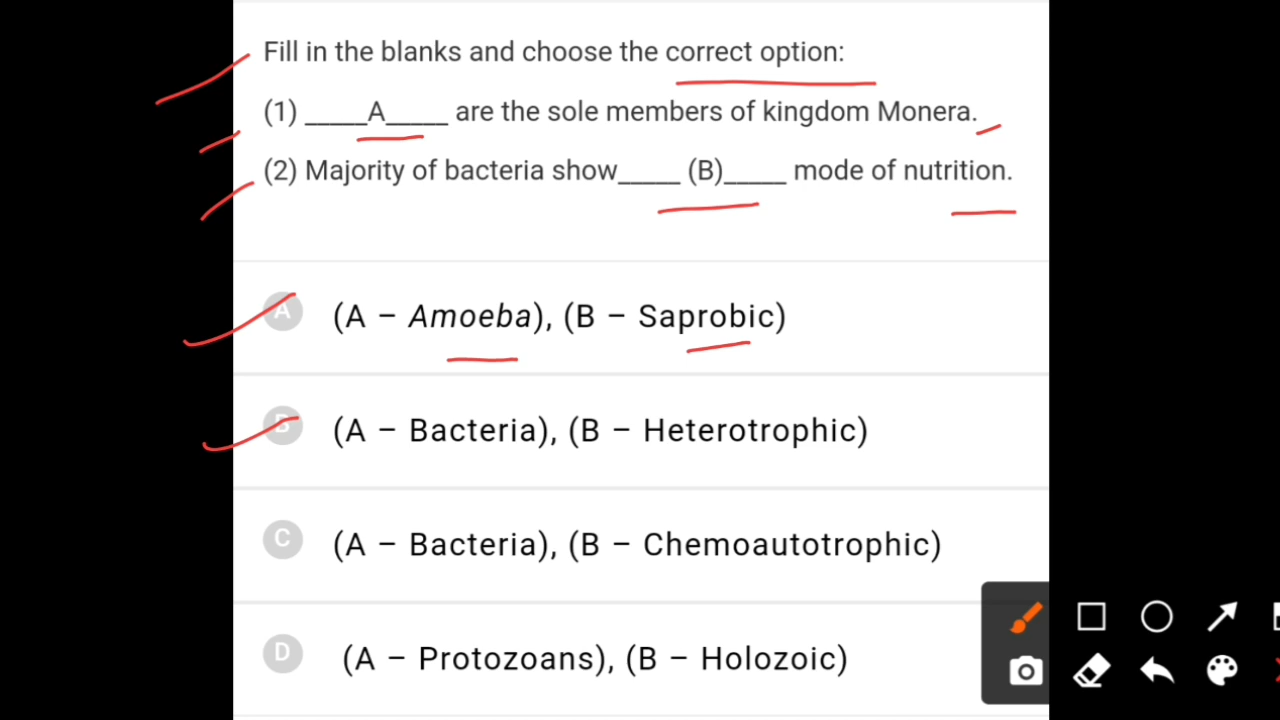 Fill in the blanks and choose the correct option:
(1) _____A_____ are the sole members of kingdom Monera.
(2) Majority of bacteria show_____ (B)_____ mode of nutrition.
A (A – Amoeba), (B – Saprobic)
B (A – Bacteria), (B – Heterotrophic)
C (A – Bacteria), (B – Chemoautotrophic)
D (A – Protozoans), (B – Holozoic)